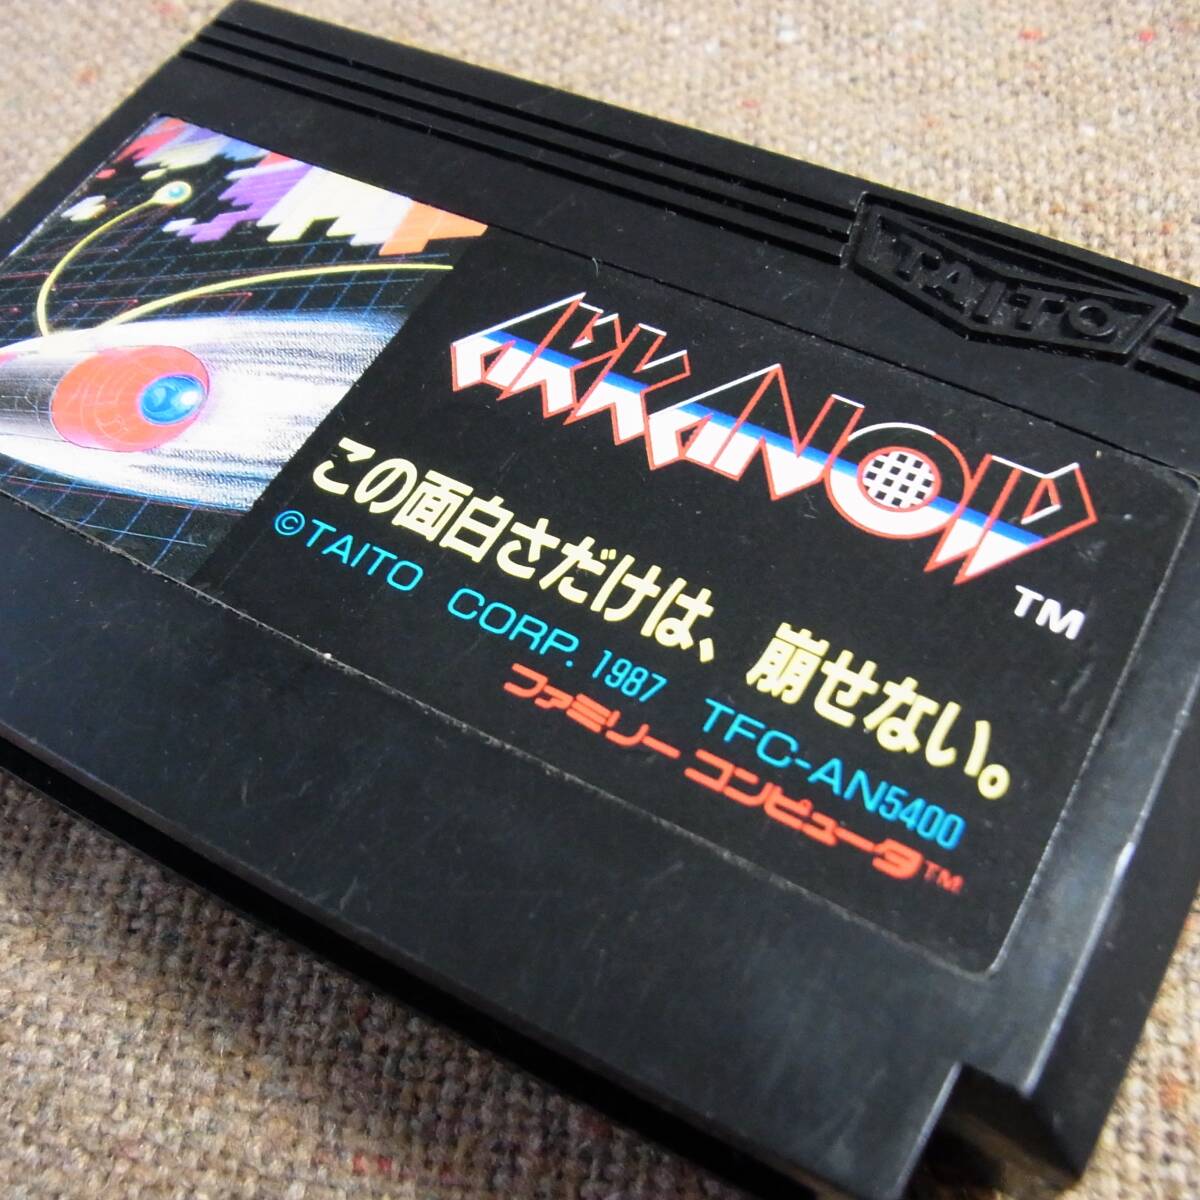 TAITO
ARKANOID
TM
この面白さだけは、崩せない。
©TAITO CORP. 1987 TFC-AN5400
ファミリー コンピュータ™